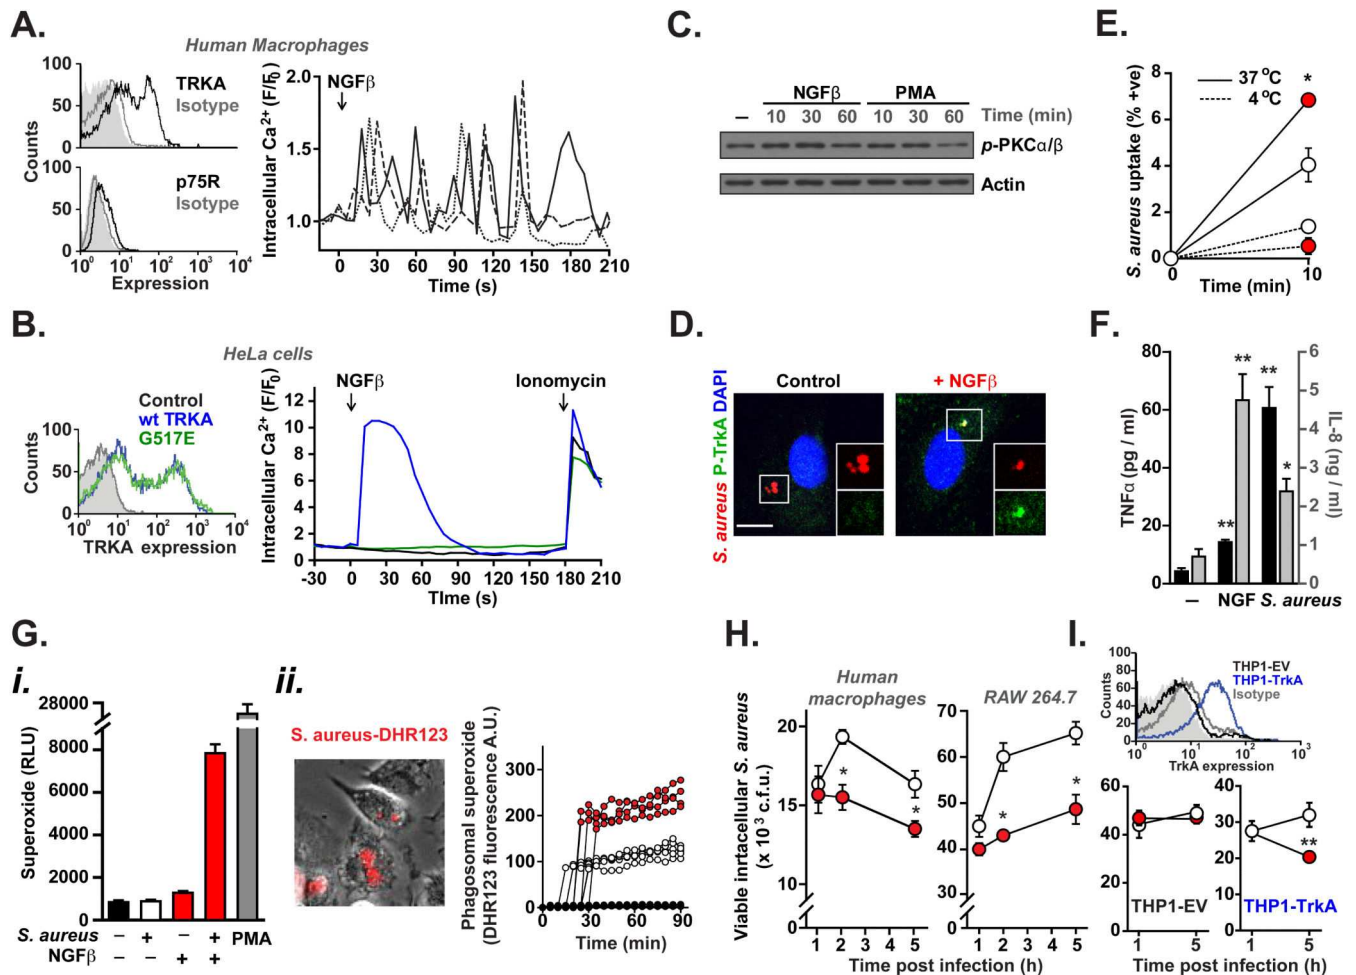 A.
Human Macrophages
100
50
0
TRKA
Isotype
100
50
0
p75R
Isotype
Counts
10⁰ 10¹ 10² 10³ 10⁴
Expression
Intracellular Ca²⁺ (F/F₀)
2.0
1.5
1.0
NGFβ
0 30 60 90 120 150 180 210
Time (s)
B.
HeLa cells
Control
wt TRKA
G517E
Counts
100
50
0
10⁰ 10¹ 10² 10³ 10⁴
TRKA expression
Intracellular Ca²⁺ (F/F₀)
12
10
8
6
4
2
0
NGFβ
Ionomycin
-30 0 30 60 90 120 150 180 210
TIme (s)
C.
NGFβ PMA
– 10 30 60 10 30 60 Time (min)
p-PKCα/β
Actin
D.
S. aureus P-TrkA DAPI
Control
+ NGFβ
E.
S. aureus uptake (% +ve)
8
6
4
2
0
37 °C
4 °C
*
0 10
Time (min)
F.
TNFα (pg / ml)
80
60
40
20
0
** ** ** *
6
5
4
3
2
1
0
IL-8 (ng / ml)
– NGF S. aureus
G.
i.
Superoxide (RLU)
28000
8000
6000
4000
2000
0
S. aureus – + – + PMA
NGFβ – – + +
ii.
S. aureus-DHR123
Phagosomal superoxide
(DHR123 fluorescence A.U.)
300
200
100
0
0 30 60 90
Time (min)
H.
Human
macrophages
RAW 264.7
Viable inrtacellular S. aureus
(x 10³ c.f.u.)
20
15
10
0
* *
1 2 3 4 5
70
60
50
40
30
0
* *
1 2 3 4 5
Time post infection (h)
I.
Counts
100
80
60
40
20
0
THP1-EV
THP1-TrkA
Isotype
10⁰ 10¹ 10² 10³
TrkA expression
60
40
20
0
THP1-EV
1 5
40
30
20
10
0
**
THP1-TrkA
1 5
Time post infection (h)